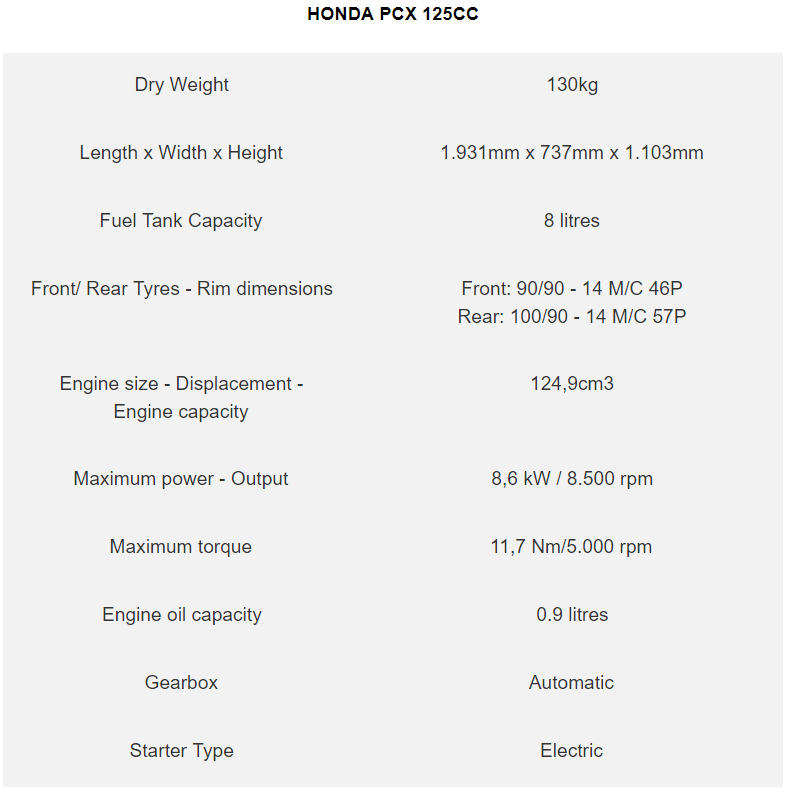 HONDA PCX 125CC
Dry Weight 130kg
Length x Width x Height 1.931mm x 737mm x 1.103mm
Fuel Tank Capacity 8 litres
Front/ Rear Tyres - Rim dimensions Front: 90/90 - 14 M/C 46P
Rear: 100/90 - 14 M/C 57P
Engine size - Displacement - 124,9cm3
Engine capacity
Maximum power - Output 8,6 kW / 8.500 rpm
Maximum torque 11,7 Nm/5.000 rpm
Engine oil capacity 0.9 litres
Gearbox Automatic
Starter Type Electric